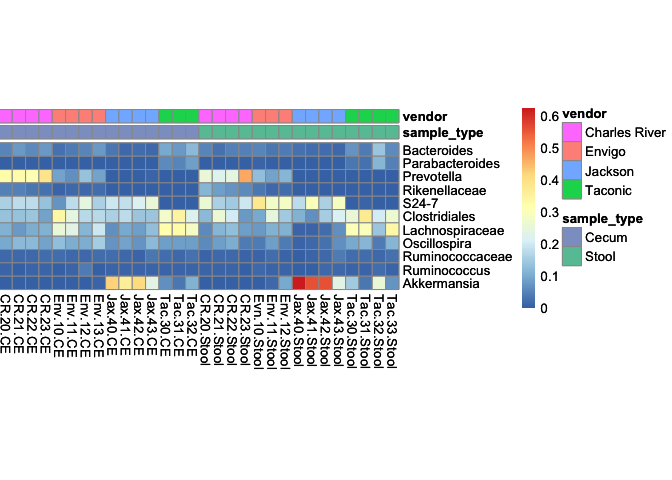 vendor
sample_type
Bacteroides
Parabacteroides
Prevotella
Rikenellaceae
S24-7
Clostridiales
Lachnospiraceae
Oscillospira
Ruminococcaceae
Ruminococcus
Akkermansia
CR.20.CE
CR.21.CE
CR.22.CE
CR.23.CE
Env.10.CE
Env.11.CE
Env.12.CE
Env.13.CE
Jax.40.CE
Jax.41.CE
Jax.42.CE
Jax.43.CE
Tac.30.CE
Tac.31.CE
Tac.32.CE
CR.20.Stool
CR.21.Stool
CR.22.Stool
CR.23.Stool
Evn.10.Stool
Env.11.Stool
Env.12.Stool
Jax.40.Stool
Jax.41.Stool
Jax.42.Stool
Jax.43.Stool
Tac.30.Stool
Tac.31.Stool
Tac.32.Stool
Tac.33.Stool
0.6
0.5
0.4
0.3
0.2
0.1
0
vendor
Charles River
Envigo
Jackson
Taconic
sample_type
Cecum
Stool